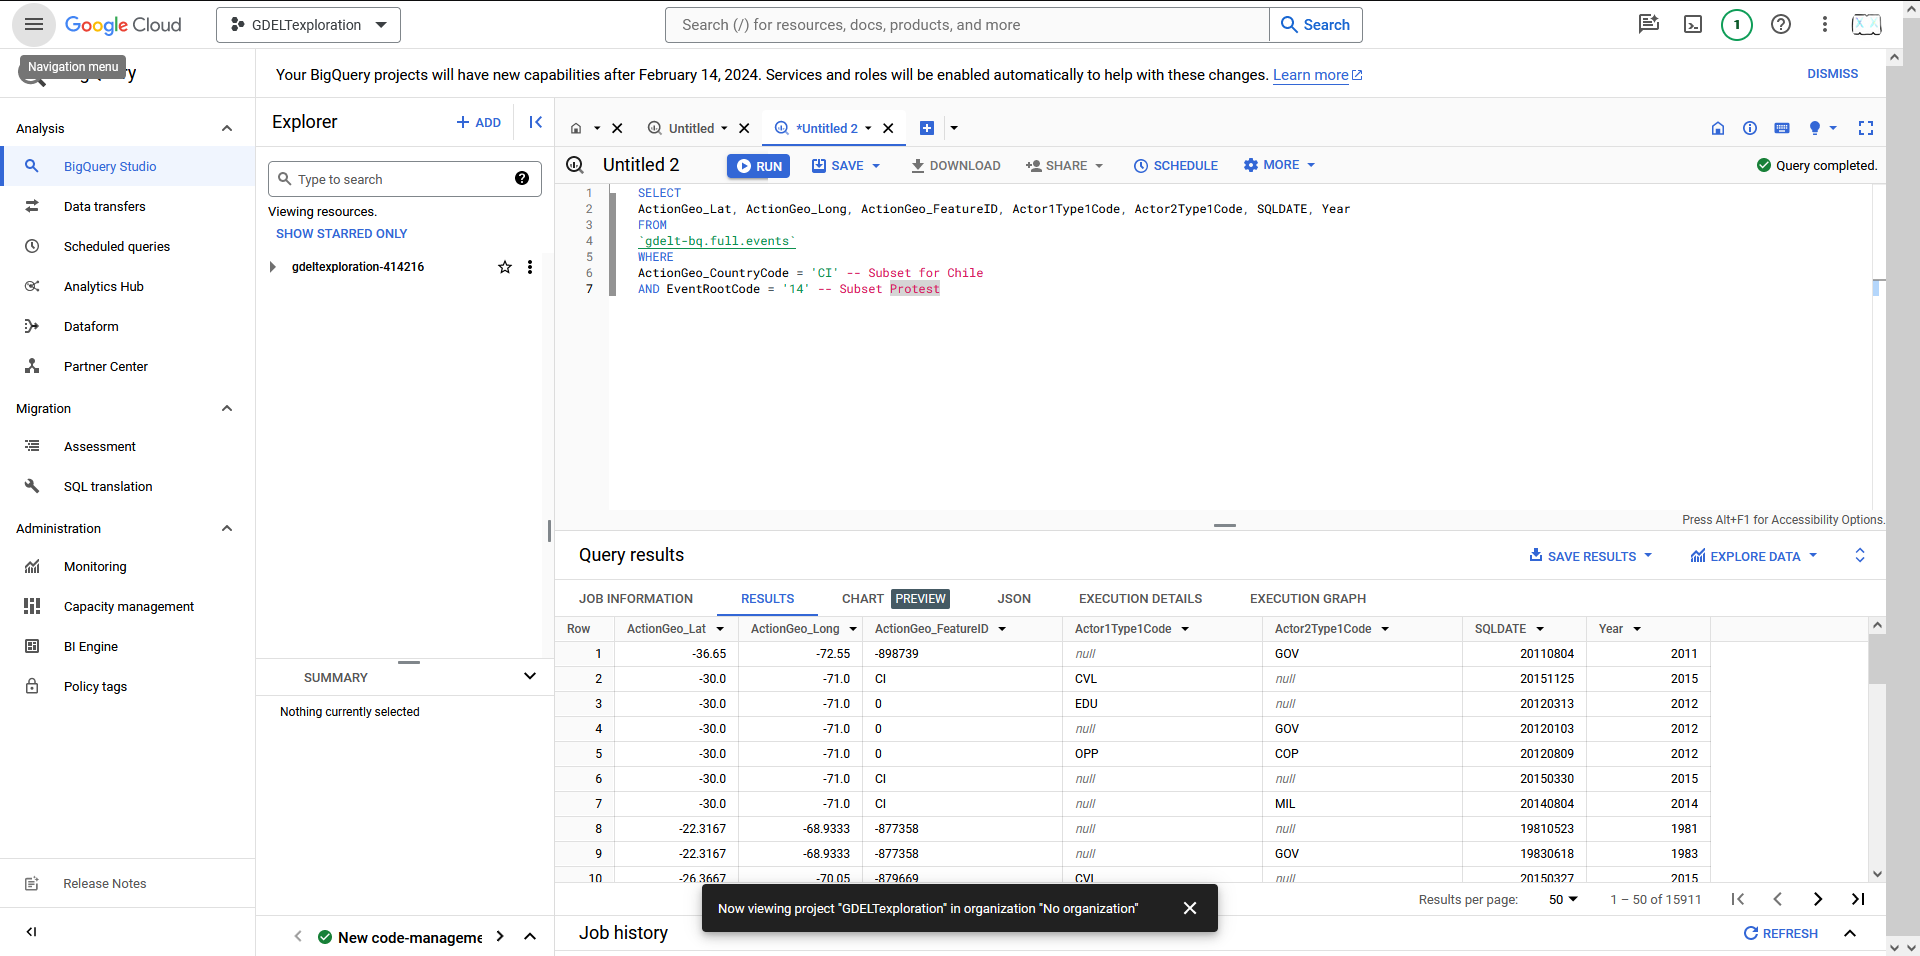 Google Cloud
GDELTexploration
Search (/) for resources, docs, products, and more
Search
1
Navigation menu
Your BigQuery projects will have new capabilities after February 14, 2024. Services and roles will be enabled automatically to help with these changes. Learn more
DISMISS
Analysis
BigQuery Studio
Data transfers
Scheduled queries
Analytics Hub
Dataform
Partner Center
Migration
Assessment
SQL translation
Administration
Monitoring
Capacity management
BI Engine
Policy tags
Release Notes
Explorer
+ ADD
Type to search
Viewing resources.
SHOW STARRED ONLY
gdeltexploration-414216
SUMMARY
Nothing currently selected
New code-manageme
Untitled
*Untitled 2
Untitled 2
RUN
SAVE
DOWNLOAD
SHARE
SCHEDULE
MORE
Query completed.
1 SELECT
2 ActionGeo_Lat, ActionGeo_Long, ActionGeo_FeatureID, Actor1Type1Code, Actor2Type1Code, SQLDATE, Year
3 FROM
4 `gdelt-bq.full.events`
5 WHERE
6 ActionGeo_CountryCode = 'CI' -- Subset for Chile
7 AND EventRootCode = '14' -- Subset Protest
Press Alt+F1 for Accessibility Options.
Query results
SAVE RESULTS
EXPLORE DATA
JOB INFORMATION RESULTS CHART PREVIEW JSON EXECUTION DETAILS EXECUTION GRAPH
Row ActionGeo_Lat ActionGeo_Long ActionGeo_FeatureID Actor1Type1Code Actor2Type1Code SQLDATE Year
1 -36.65 -72.55 -898739 null GOV 20110804 2011
2 -30.0 -71.0 CI CVL null 20151125 2015
3 -30.0 -71.0 0 EDU null 20120313 2012
4 -30.0 -71.0 0 null GOV 20120103 2012
5 -30.0 -71.0 0 OPP COP 20120809 2012
6 -30.0 -71.0 CI null null 20150330 2015
7 -30.0 -71.0 CI null MIL 20140804 2014
8 -22.3167 -68.9333 -877358 null null 19810523 1981
9 -22.3167 -68.9333 -877358 null GOV 19830618 1983
10 -26.3667 -70.05 -879669 CVL null 20150327 2015
Results per page: 50 1 – 50 of 15911
Now viewing project "GDELTexploration" in organization "No organization"
Job history
REFRESH